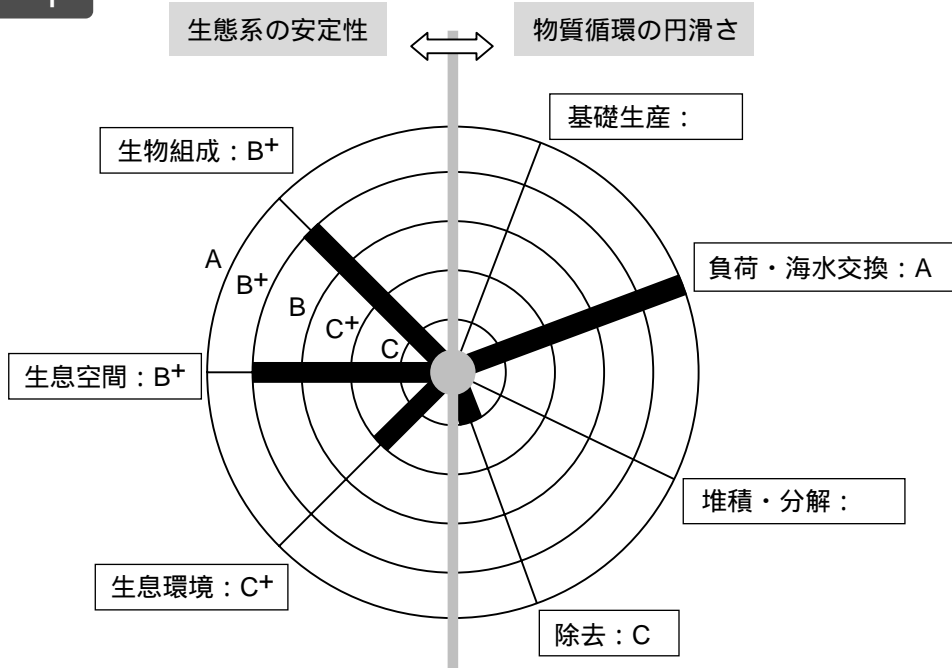 生態系の安定性
物質循環の円滑さ
基礎生産：
生物組成：B+
A
B+
B
C+
C
負荷・海水交換：A
生息空間：B+
堆積・分解：
生息環境：C+
除去：C